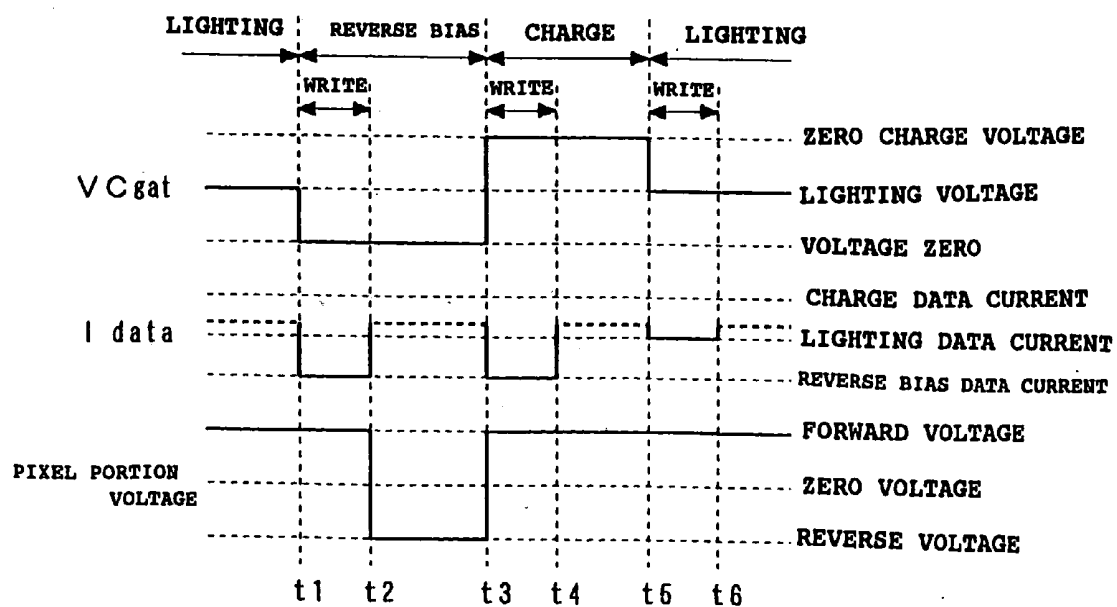 LIGHTING REVERSE BIAS CHARGE LIGHTING
WRITE WRITE WRITE
ZERO CHARGE VOLTAGE
VCgat
LIGHTING VOLTAGE
VOLTAGE ZERO
CHARGE DATA CURRENT
I data
LIGHTING DATA CURRENT
REVERSE BIAS DATA CURRENT
FORWARD VOLTAGE
PIXEL PORTION
VOLTAGE
ZERO VOLTAGE
REVERSE VOLTAGE
t1 t2 t3 t4 t5 t6